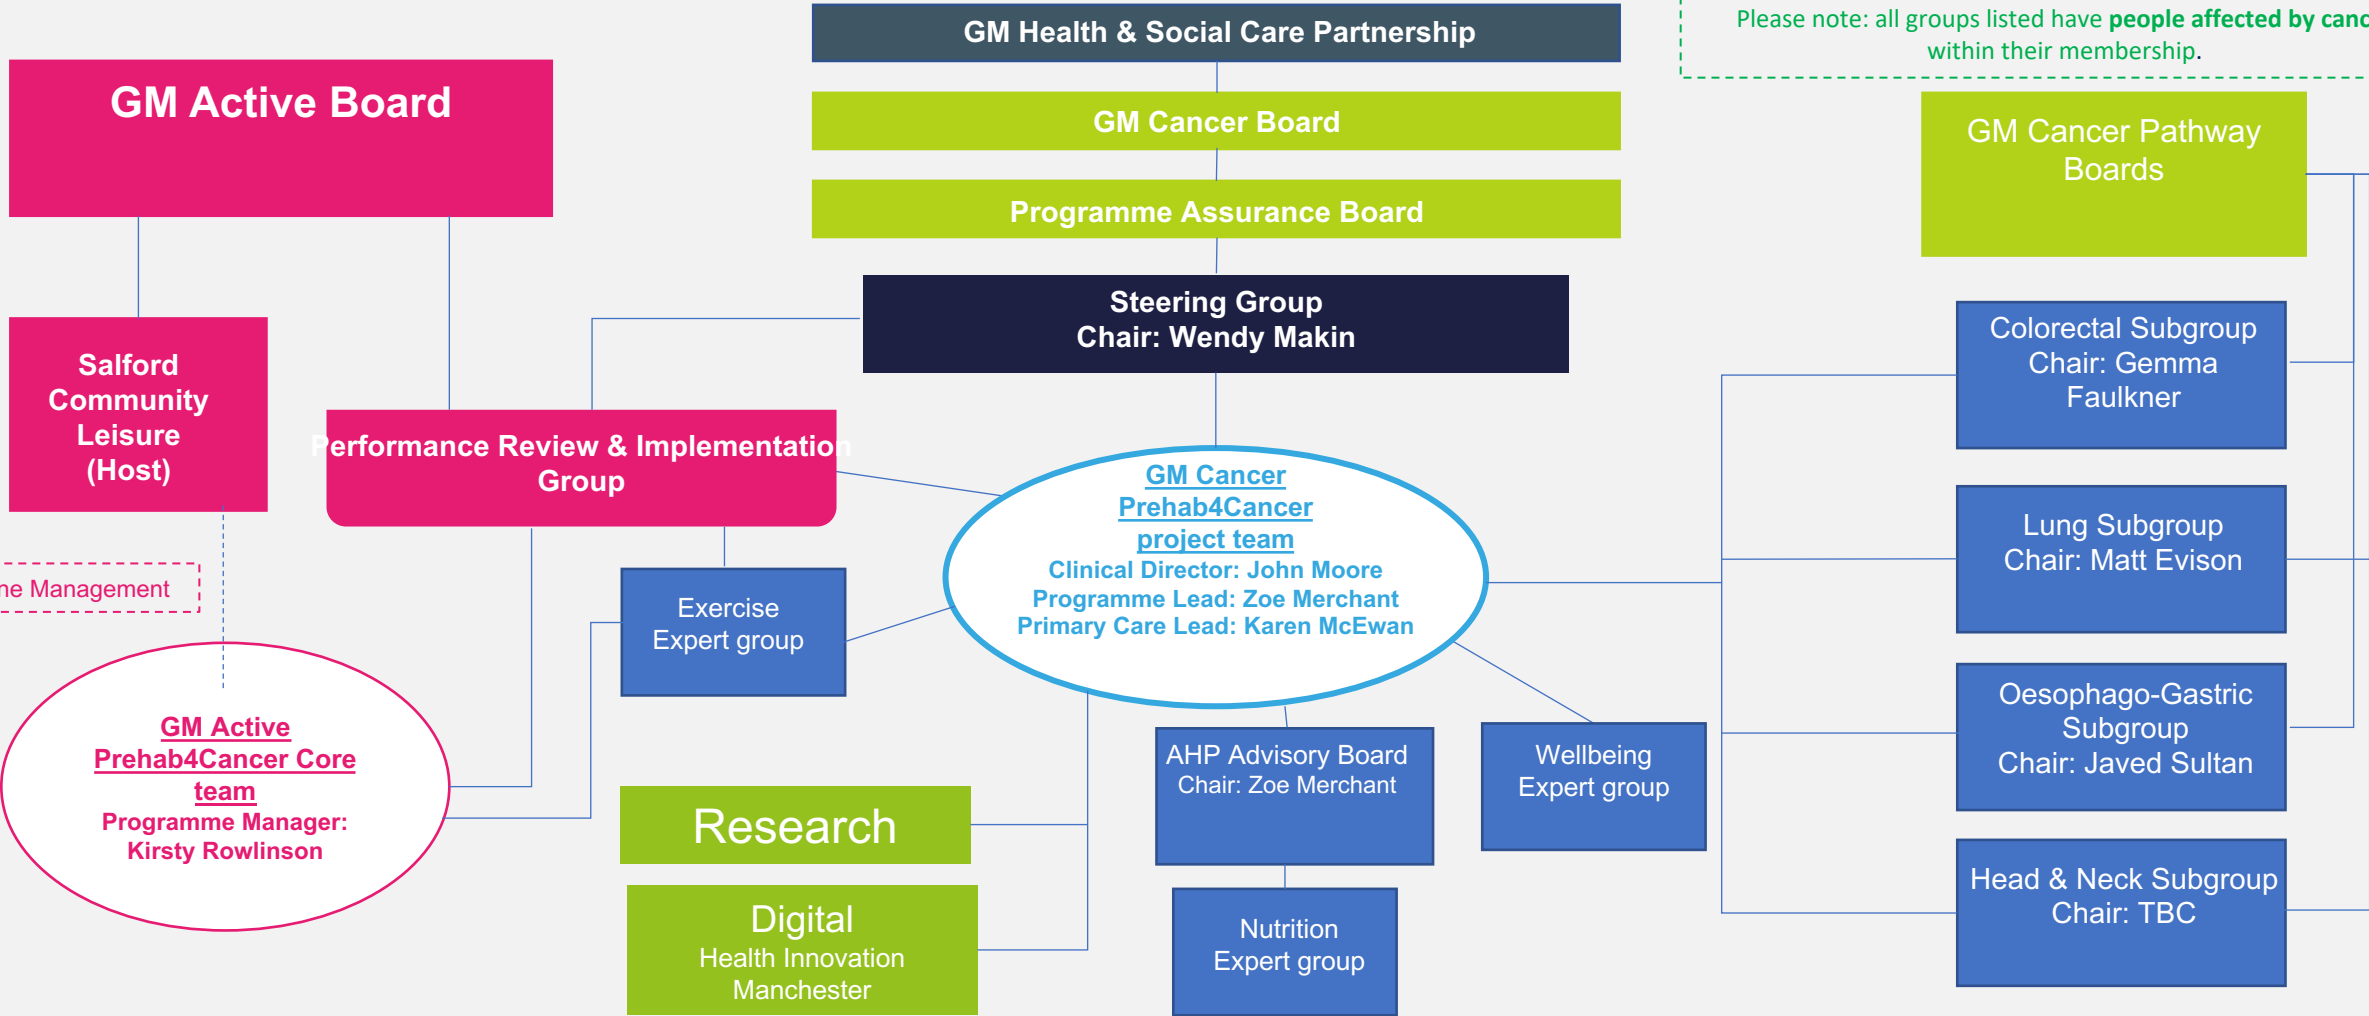 GM Health & Social Care Partnership
Please note: all groups listed have people affected by
within their membership.
GM Active Board
GM Cancer Board
GM Cancer Pathway
Boards
Programme Assurance Board
Steering Group
Chair: Wendy Makin
Salford
Community
Leisure
(Host)
Colorectal Subgroup
Chair: Gemma
Faulkner
Performance Review & Implementation
Group
GM Cancer
Prehab4Cancer
project team
Clinical Director: John Moore
Programme Lead: Zoe Merchant
Primary Care Lead: Karen McEwan
Lung Subgroup
Chair: Matt Evison
Management
Exercise
Expert group
GM Active
Prehab4Cancer Core
team
Programme Manager:
Kirsty Rowlinson
Oesophago-Gastric
Subgroup
Chair: Javed Sultan
AHP Advisory Board
Chair: Zoe Merchant
Wellbeing
Expert group
Research
Head & Neck Subgroup
Chair: TBC
Digital
Health Innovation
Manchester
Nutrition
Expert group